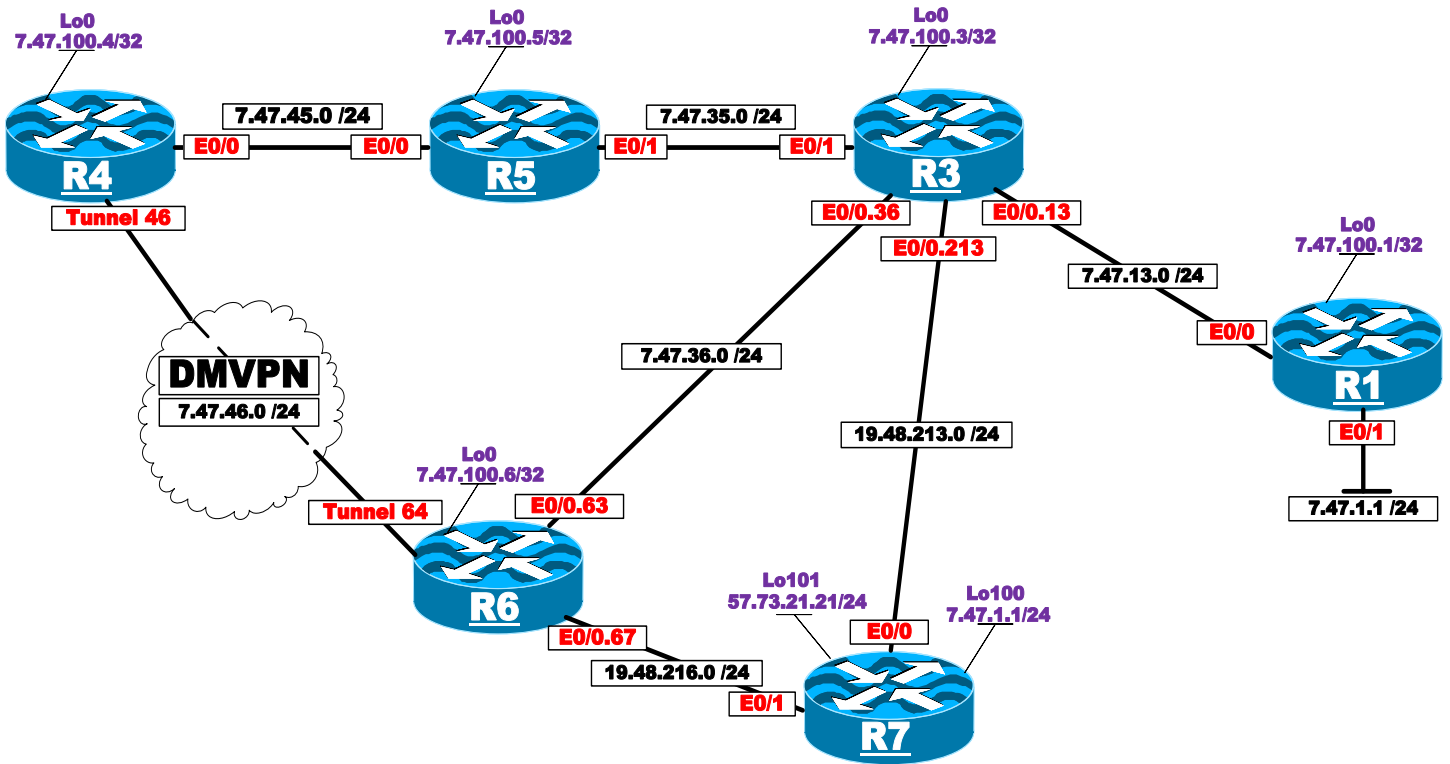 Lo0
7.47.100.4/32
Lo0
7.47.100.5/32
Lo0
7.47.100.3/32
7.47.45.0 /24
7.47.35.0 /24
E0/0
E0/0
E0/1
E0/1
R4
R5
R3
Tunnel 46
E0/0.36
E0/0.13
E0/0.213
Lo0
7.47.100.1/32
7.47.13.0 /24
E0/0
7.47.36.0 /24
DMVPN
7.47.46.0 /24
R1
E0/1
19.48.213.0 /24
Lo0
7.47.100.6/32
E0/0.63
Tunnel 64
7.47.1.1 /24
Lo101
57.73.21.21/24
Lo100
7.47.1.1/24
R6
E0/0.67
E0/0
19.48.216.0 /24
E0/1
R7